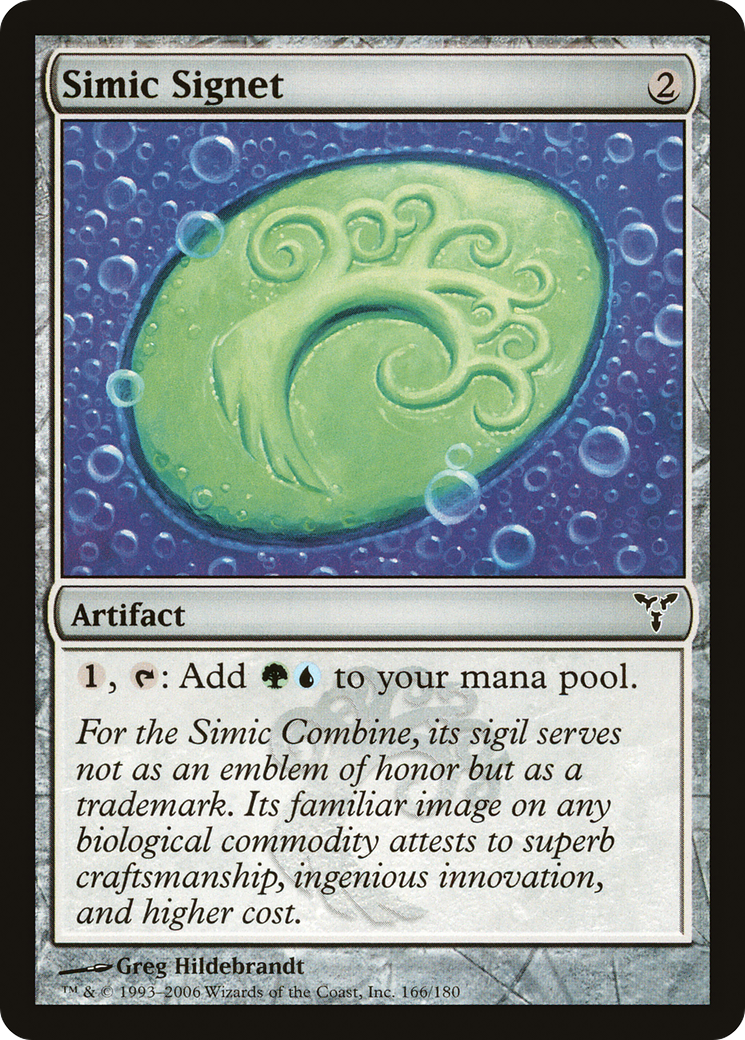 Simic Signet 2
Artifact
1, : Add to your mana pool.
For the Simic Combine, its sigil serves
not as an emblem of honor but as a
trademark. Its familiar image on any
biological commodity attests to superb
craftsmanship, ingenious innovation,
and higher cost.
Greg Hildebrandt
™ & © 1993–2006 Wizards of the Coast, Inc. 166/180